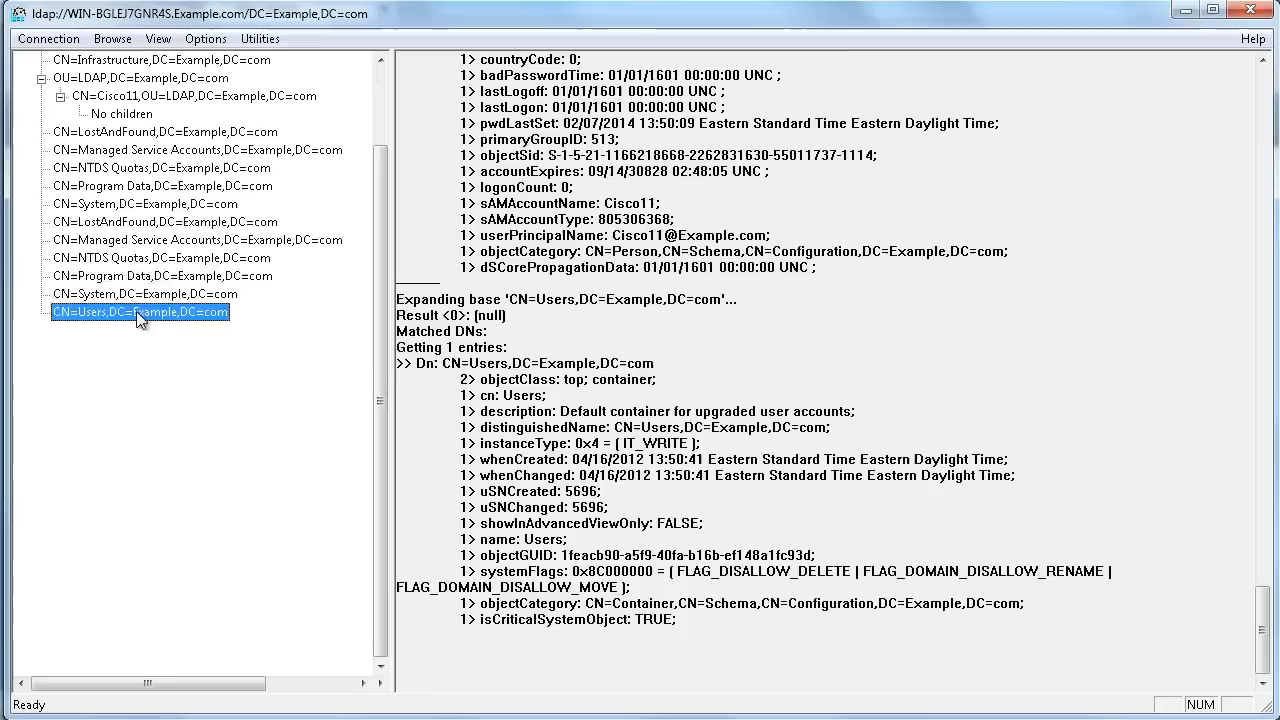 ldap://WIN-BGLEJ7GNR4S.Example.com/DC=Example,DC=com
Connection Browse View Options Utilities Help
CN=Infrastructure,DC=Example,DC=com
OU=LDAP,DC=Example,DC=com
CN=Cisco11,OU=LDAP,DC=Example,DC=com
No children
CN=LostAndFound,DC=Example,DC=com
CN=Managed Service Accounts,DC=Example,DC=com
CN=NTDS Quotas,DC=Example,DC=com
CN=Program Data,DC=Example,DC=com
CN=System,DC=Example,DC=com
CN=LostAndFound,DC=Example,DC=com
CN=Managed Service Accounts,DC=Example,DC=com
CN=NTDS Quotas,DC=Example,DC=com
CN=Program Data,DC=Example,DC=com
CN=System,DC=Example,DC=com
CN=Users,DC=Example,DC=com
1> countryCode: 0;
1> badPasswordTime: 01/01/1601 00:00:00 UNC ;
1> lastLogoff: 01/01/1601 00:00:00 UNC ;
1> lastLogon: 01/01/1601 00:00:00 UNC ;
1> pwdLastSet: 02/07/2014 13:50:09 Eastern Standard Time Eastern Daylight Time;
1> primaryGroupID: 513;
1> objectSid: S-1-5-21-1166218668-2262831630-55011737-1114;
1> accountExpires: 09/14/30828 02:48:05 UNC ;
1> logonCount: 0;
1> sAMAccountName: Cisco11;
1> sAMAccountType: 805306368;
1> userPrincipalName: Cisco11@Example.com;
1> objectCategory: CN=Person,CN=Schema,CN=Configuration,DC=Example,DC=com;
1> dSCorePropagationData: 01/01/1601 00:00:00 UNC ;
Expanding base 'CN=Users,DC=Example,DC=com'...
Result <0>: (null)
Matched DNs:
Getting 1 entries:
>> Dn: CN=Users,DC=Example,DC=com
2> objectClass: top; container;
1> cn: Users;
1> description: Default container for upgraded user accounts;
1> distinguishedName: CN=Users,DC=Example,DC=com;
1> instanceType: 0x4 = ( IT_WRITE );
1> whenCreated: 04/16/2012 13:50:41 Eastern Standard Time Eastern Daylight Time;
1> whenChanged: 04/16/2012 13:50:41 Eastern Standard Time Eastern Daylight Time;
1> uSNCreated: 5696;
1> uSNChanged: 5696;
1> showInAdvancedViewOnly: FALSE;
1> name: Users;
1> objectGUID: 1feacb90-a5f9-40fa-b16b-ef148a1fc93d;
1> systemFlags: 0x8C000000 = ( FLAG_DISALLOW_DELETE | FLAG_DOMAIN_DISALLOW_RENAME |
FLAG_DOMAIN_DISALLOW_MOVE );
1> objectCategory: CN=Container,CN=Schema,CN=Configuration,DC=Example,DC=com;
1> isCriticalSystemObject: TRUE;
Ready NUM